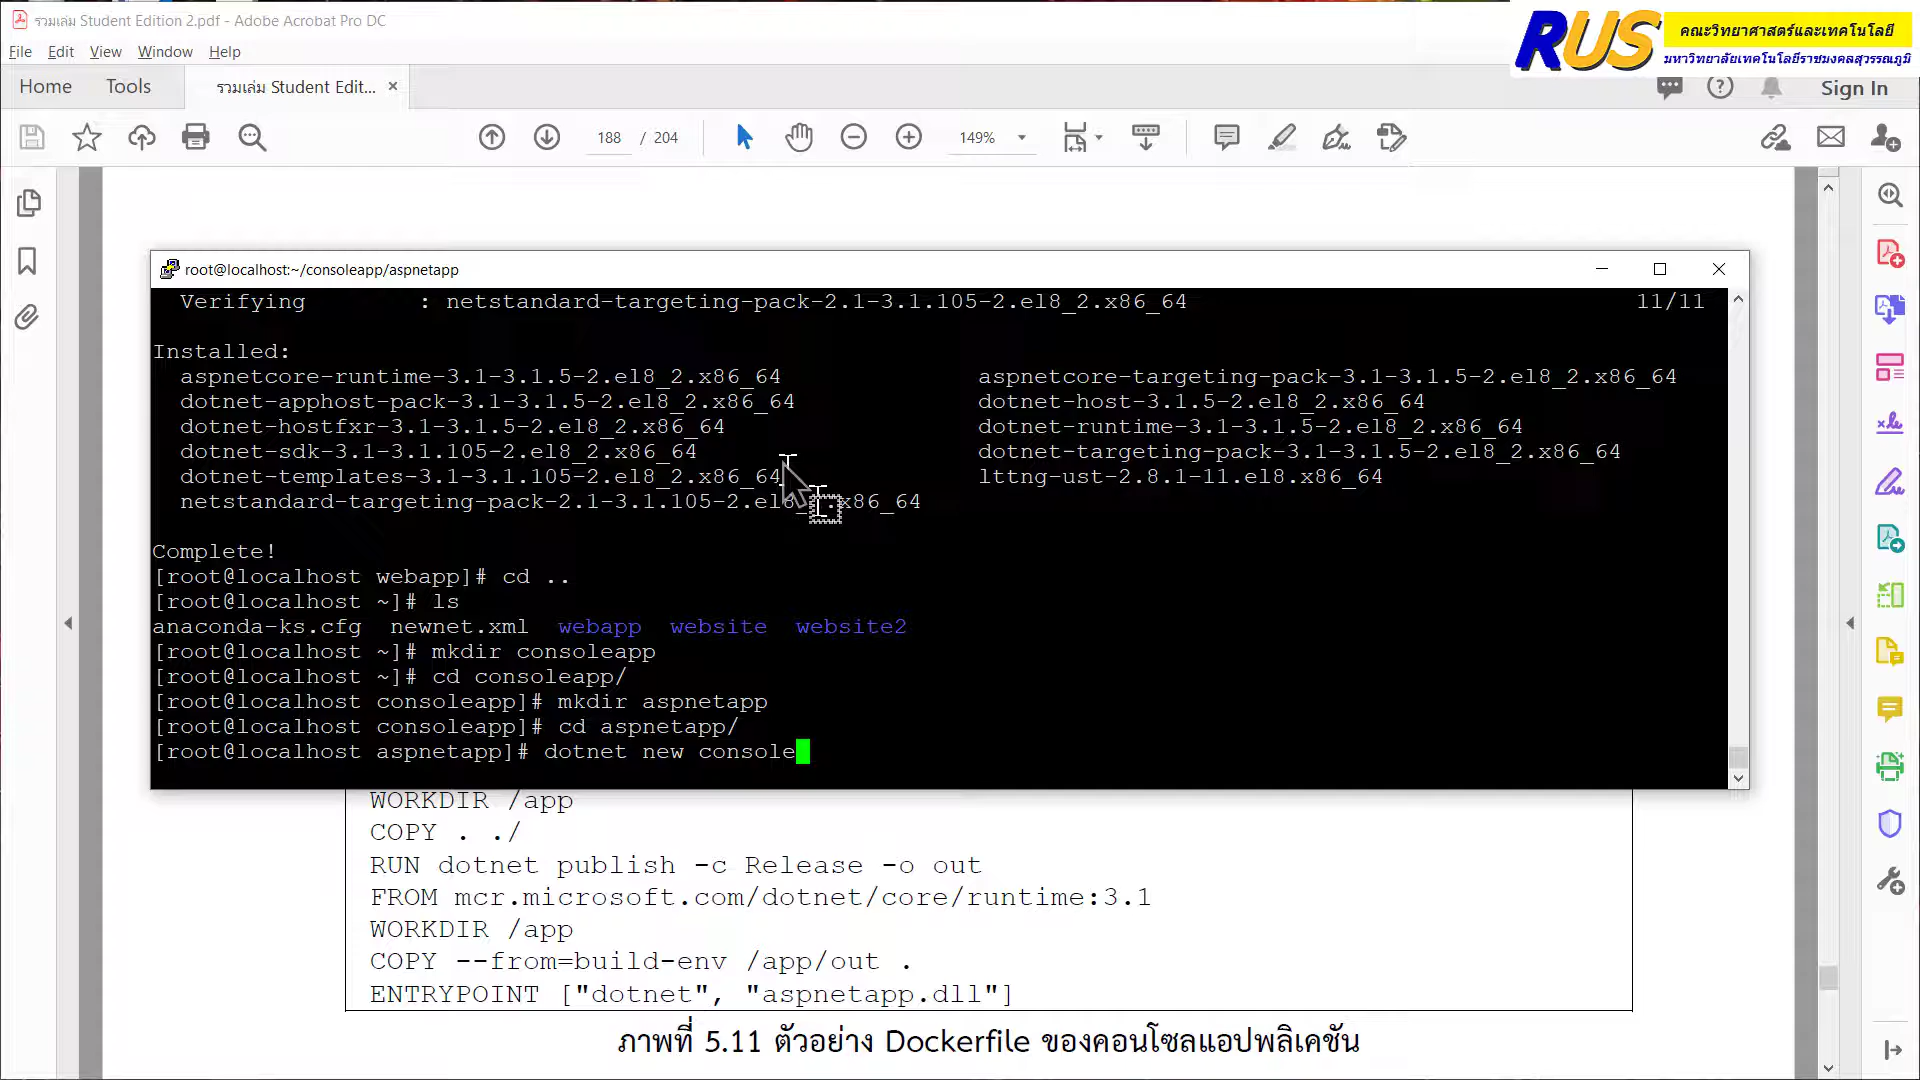 รวมเล่ม Student Edition 2.pdf - Adobe Acrobat Pro DC
RUS
คณะวิทยาศาสตร์และเทคโนโลยี
มหาวิทยาลัยเทคโนโลยีราชมงคลสุวรรณภูมิ
File Edit View Window Help
Home Tools รวมเล่ม Student Edit... × Sign In
188 / 204 149%
root@localhost:~/consoleapp/aspnetapp
Verifying : netstandard-targeting-pack-2.1-3.1.105-2.el8_2.x86_64 11/11
Installed:
aspnetcore-runtime-3.1-3.1.5-2.el8_2.x86_64 aspnetcore-targeting-pack-3.1-3.1.5-2.el8_2.x86_64
dotnet-apphost-pack-3.1-3.1.5-2.el8_2.x86_64 dotnet-host-3.1.5-2.el8_2.x86_64
dotnet-hostfxr-3.1-3.1.5-2.el8_2.x86_64 dotnet-runtime-3.1-3.1.5-2.el8_2.x86_64
dotnet-sdk-3.1-3.1.105-2.el8_2.x86_64 dotnet-targeting-pack-3.1-3.1.5-2.el8_2.x86_64
dotnet-templates-3.1-3.1.105-2.el8_2.x86_64 lttng-ust-2.8.1-11.el8.x86_64
netstandard-targeting-pack-2.1-3.1.105-2.el8_2.x86_64
Complete!
[root@localhost webapp]# cd ..
[root@localhost ~]# ls
anaconda-ks.cfg newnet.xml webapp website website2
[root@localhost ~]# mkdir consoleapp
[root@localhost ~]# cd consoleapp/
[root@localhost consoleapp]# mkdir aspnetapp
[root@localhost consoleapp]# cd aspnetapp/
[root@localhost aspnetapp]# dotnet new console
WORKDIR /app
COPY . ./
RUN dotnet publish -c Release -o out
FROM mcr.microsoft.com/dotnet/core/runtime:3.1
WORKDIR /app
COPY --from=build-env /app/out .
ENTRYPOINT ["dotnet", "aspnetapp.dll"]
ภาพที่ 5.11 ตัวอย่าง Dockerfile ของคอนโซลแอปพลิเคชัน